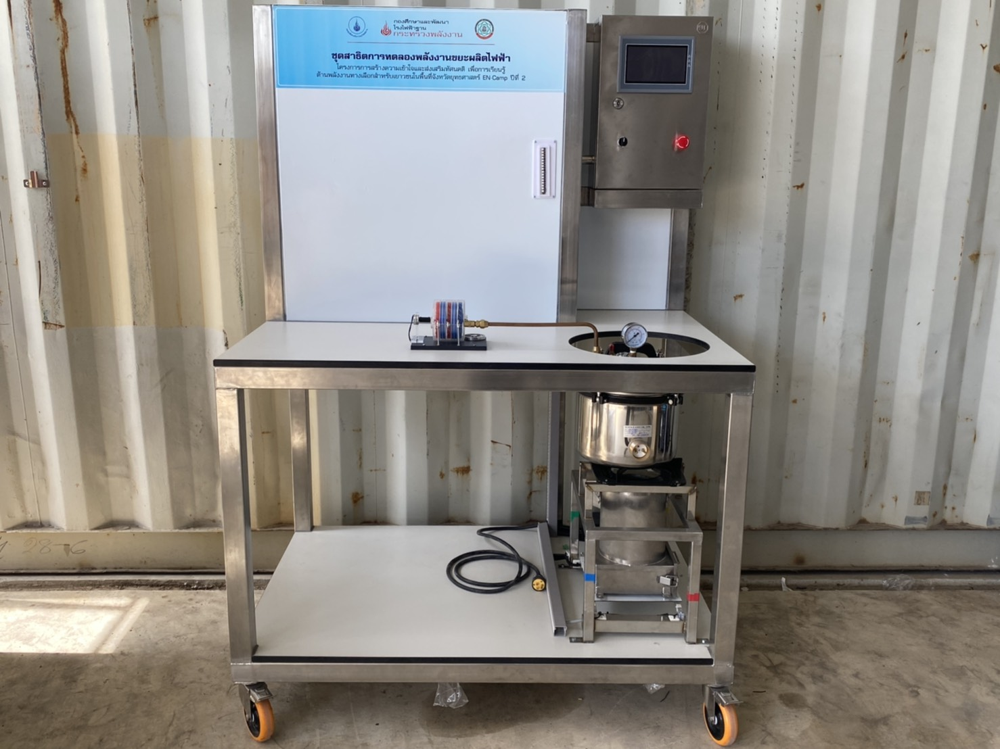 กองศึกษาและพัฒนา
โรงไฟฟ้าฐาน
กระทรวงพลังงาน
ชุดสาธิตการทดลองพลังงานขยะผลิตไฟฟ้า
โครงการการสร้างความเข้าใจและส่งเสริมทัศนคติ เพื่อการเรียนรู้
ด้านพลังงานทางเลือกสำหรับเยาวชนในพื้นที่จังหวัดยุทธศาสตร์ EN-Camp ปีที่ 2
28-6